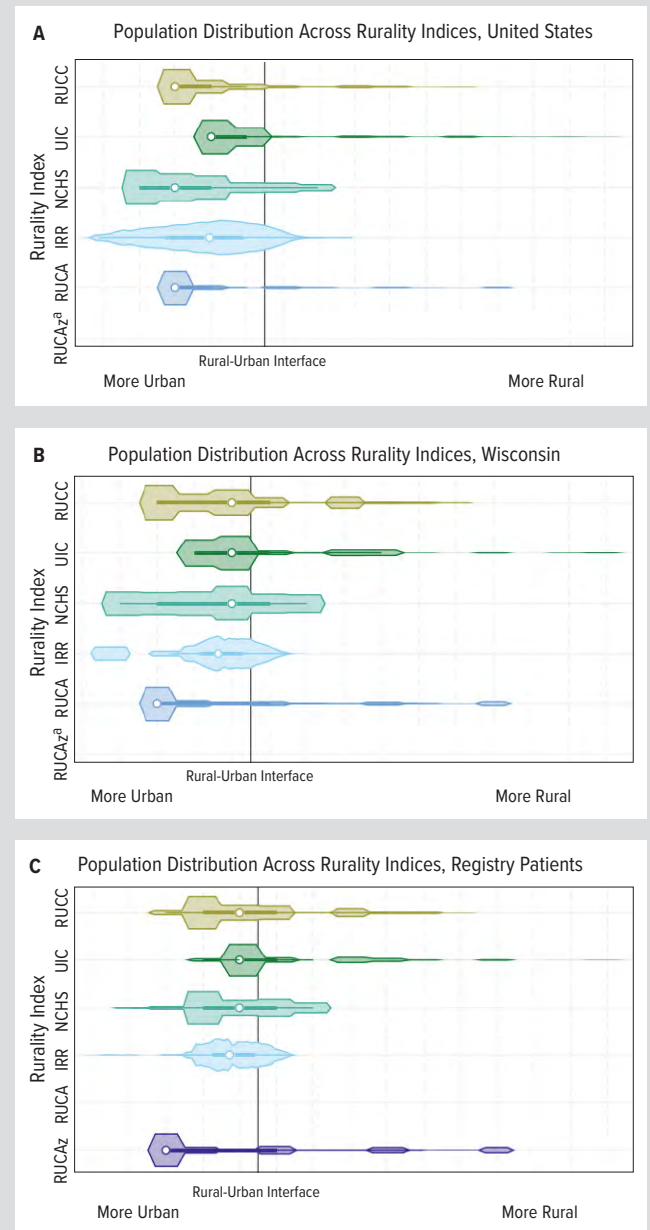 A
Population Distribution Across Rurality Indices, United States
Rurality Index
RUCC
UIC
NCHS
IRR
RUCA
RUCAzᵃ
Rural-Urban Interface
More Urban
More Rural
B
Population Distribution Across Rurality Indices, Wisconsin
Rurality Index
RUCC
UIC
NCHS
IRR
RUCA
RUCAzᵃ
Rural-Urban Interface
More Urban
More Rural
C
Population Distribution Across Rurality Indices, Registry Patients
Rurality Index
RUCC
UIC
NCHS
IRR
RUCA
RUCAz
Rural-Urban Interface
More Urban
More Rural